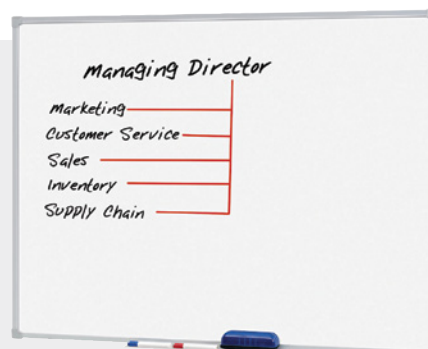 Managing Director
Marketing
Customer Service
Sales
Inventory
Supply Chain